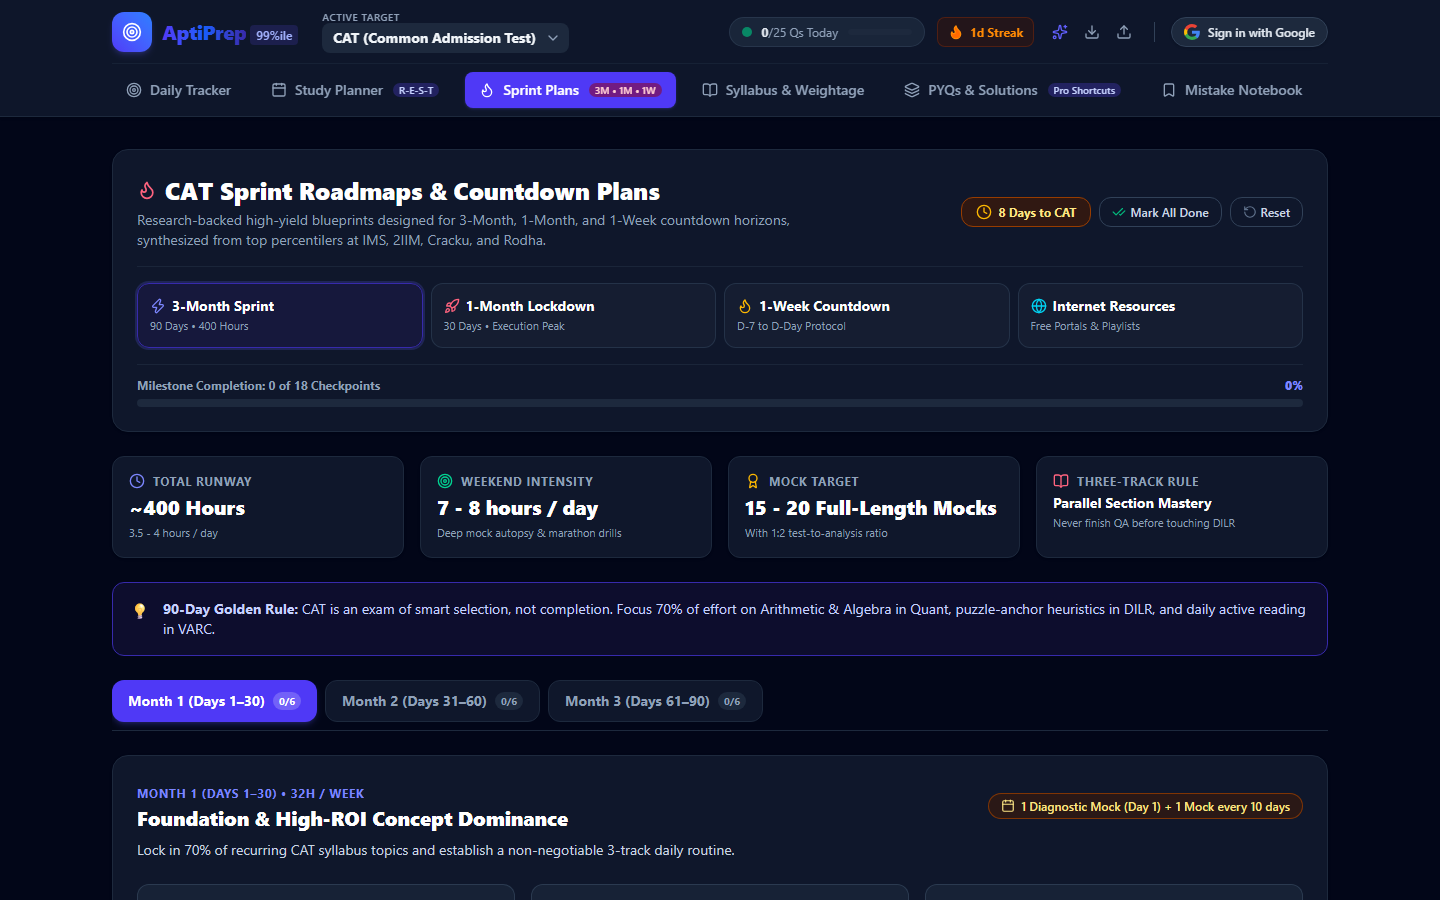 AptiPrep 99%ile
ACTIVE TARGET
CAT (Common Admission Test)
0/25 Qs Today
1d Streak
Sign in with Google
Daily Tracker
Study Planner R-E-S-T
Sprint Plans 3M • 1M • 1W
Syllabus & Weightage
PYQs & Solutions Pro Shortcuts
Mistake Notebook
CAT Sprint Roadmaps & Countdown Plans
Research-backed high-yield blueprints designed for 3-Month, 1-Month, and 1-Week countdown horizons,
synthesized from top percentilers at IMS, 2IIM, Cracku, and Rodha.
8 Days to CAT
Mark All Done
Reset
3-Month Sprint
90 Days • 400 Hours
1-Month Lockdown
30 Days • Execution Peak
1-Week Countdown
D-7 to D-Day Protocol
Internet Resources
Free Portals & Playlists
Milestone Completion: 0 of 18 Checkpoints
0%
TOTAL RUNWAY
~400 Hours
3.5 - 4 hours / day
WEEKEND INTENSITY
7 - 8 hours / day
Deep mock autopsy & marathon drills
MOCK TARGET
15 - 20 Full-Length Mocks
With 1:2 test-to-analysis ratio
THREE-TRACK RULE
Parallel Section Mastery
Never finish QA before touching DILR
90-Day Golden Rule: CAT is an exam of smart selection, not completion. Focus 70% of effort on Arithmetic & Algebra in Quant, puzzle-anchor heuristics in DILR, and daily active reading
in VARC.
Month 1 (Days 1–30) 0/6
Month 2 (Days 31–60) 0/6
Month 3 (Days 61–90) 0/6
MONTH 1 (DAYS 1–30) • 32H / WEEK
Foundation & High-ROI Concept Dominance
Lock in 70% of recurring CAT syllabus topics and establish a non-negotiable 3-track daily routine.
1 Diagnostic Mock (Day 1) + 1 Mock every 10 days